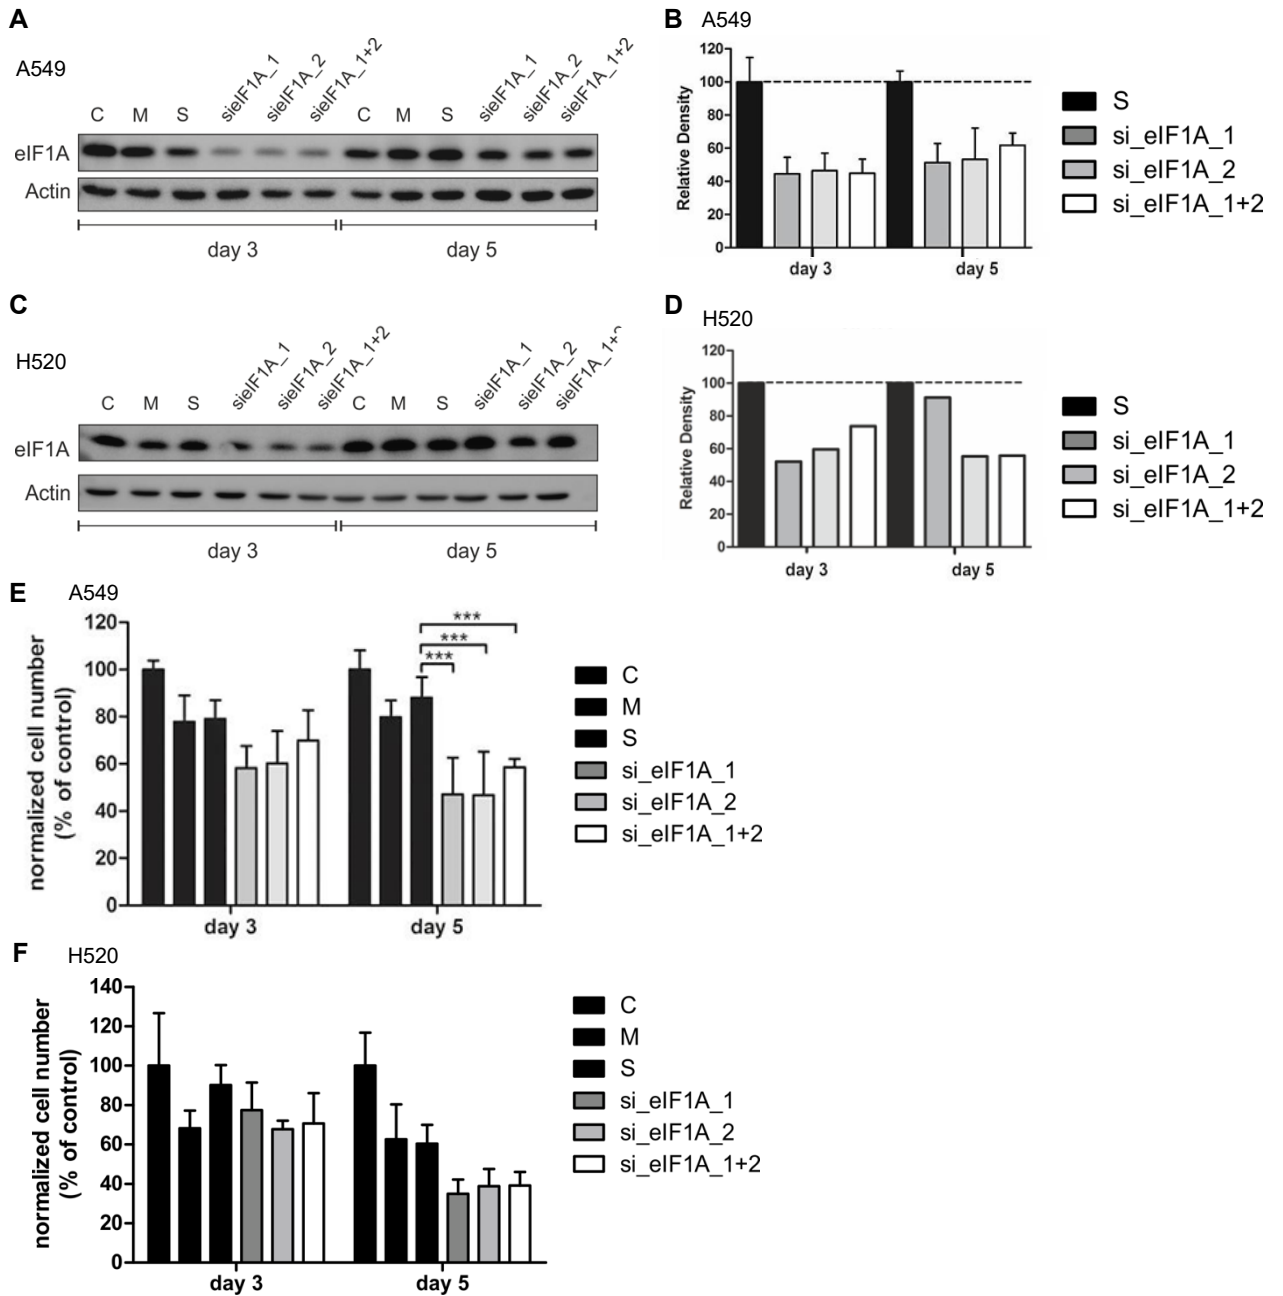 A
A549
C M S sieIF1A_1 sieIF1A_2 sieIF1A_1+2 C M S sieIF1A_1 sieIF1A_2 sieIF1A_1+2
eIF1A
Actin
day 3 day 5
B A549
120
100
80
60
40
20
0
Relative Density
day 3 day 5
S
si_eIF1A_1
si_eIF1A_2
si_eIF1A_1+2
C
H520
C M S sieIF1A_1 sieIF1A_2 sieIF1A_1+2 C M S sieIF1A_1 sieIF1A_2 sieIF1A_1+
eIF1A
Actin
day 3 day 5
D H520
120
100
80
60
40
20
0
Relative Density
day 3 day 5
S
si_eIF1A_1
si_eIF1A_2
si_eIF1A_1+2
E A549
120
100
80
60
40
20
0
normalized cell number
(% of control)
***
***
***
day 3 day 5
C
M
S
si_eIF1A_1
si_eIF1A_2
si_eIF1A_1+2
F H520
140
120
100
80
60
40
20
0
normalized cell number
(% of control)
day 3 day 5
C
M
S
si_eIF1A_1
si_eIF1A_2
si_eIF1A_1+2